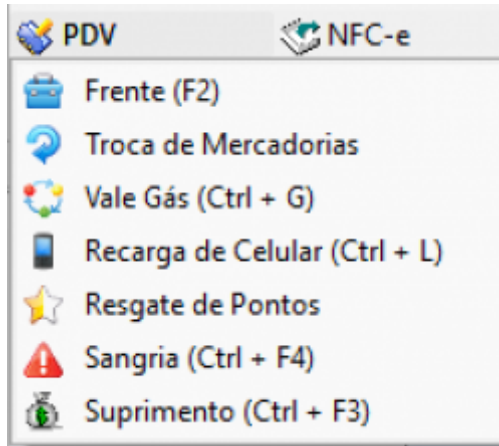 PDV NFC-e
Frente (F2)
Troca de Mercadorias
Vale Gás (Ctrl + G)
Recarga de Celular (Ctrl + L)
Resgate de Pontos
Sangria (Ctrl + F4)
Suprimento (Ctrl + F3)